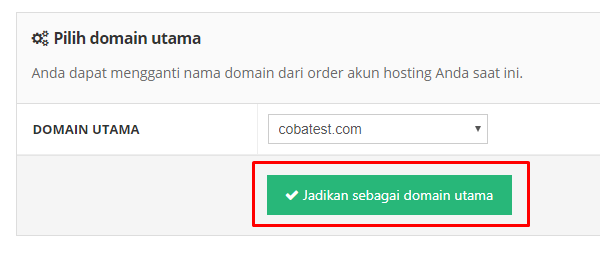 Pilih domain utama
Anda dapat mengganti nama domain dari order akun hosting Anda saat ini.
DOMAIN UTAMA
cobatest.com
Jadikan sebagai domain utama